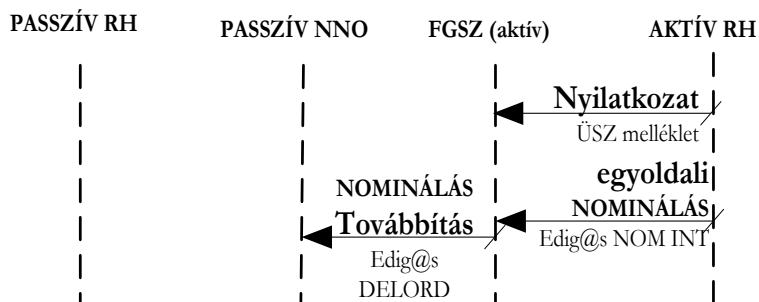 PASSZÍV RH
PASSZÍV NNO
FGSZ (aktív)
AKTÍV RH
Nyilatkozat
ÜSZ melléklet
egyoldali
NOMINÁLÁS
Edig@s NOM INT
NOMINÁLÁS
Továbbítás
Edig@s
DELORD